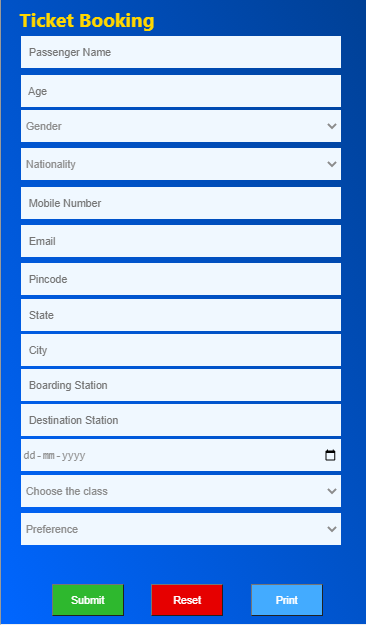 Ticket Booking
Passenger Name
Age
Gender
Nationality
Mobile Number
Email
Pincode
State
City
Boarding Station
Destination Station
dd-mm-yyyy
Choose the class
Preference
Submit Reset Print